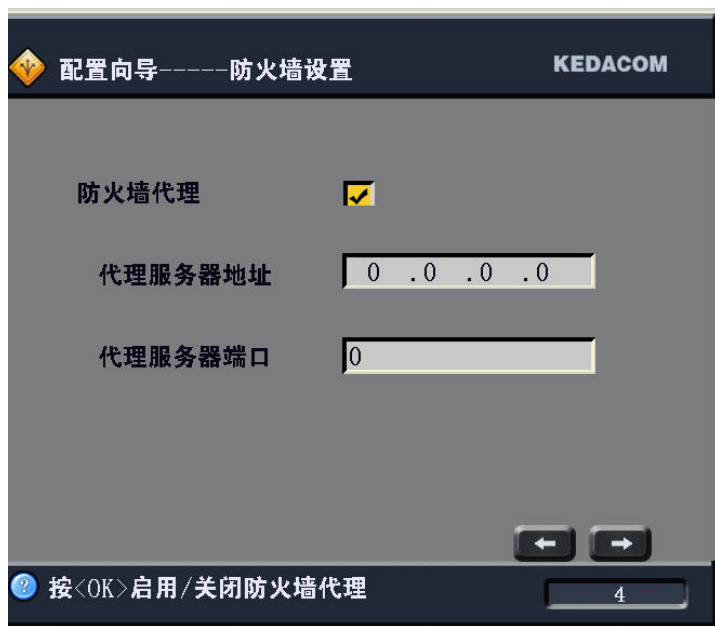 配置向导-----防火墙设置 KEDACOM
防火墙代理
代理服务器地址 0 .0 .0 .0
代理服务器端口 0
按<OK>启用/关闭防火墙代理 4